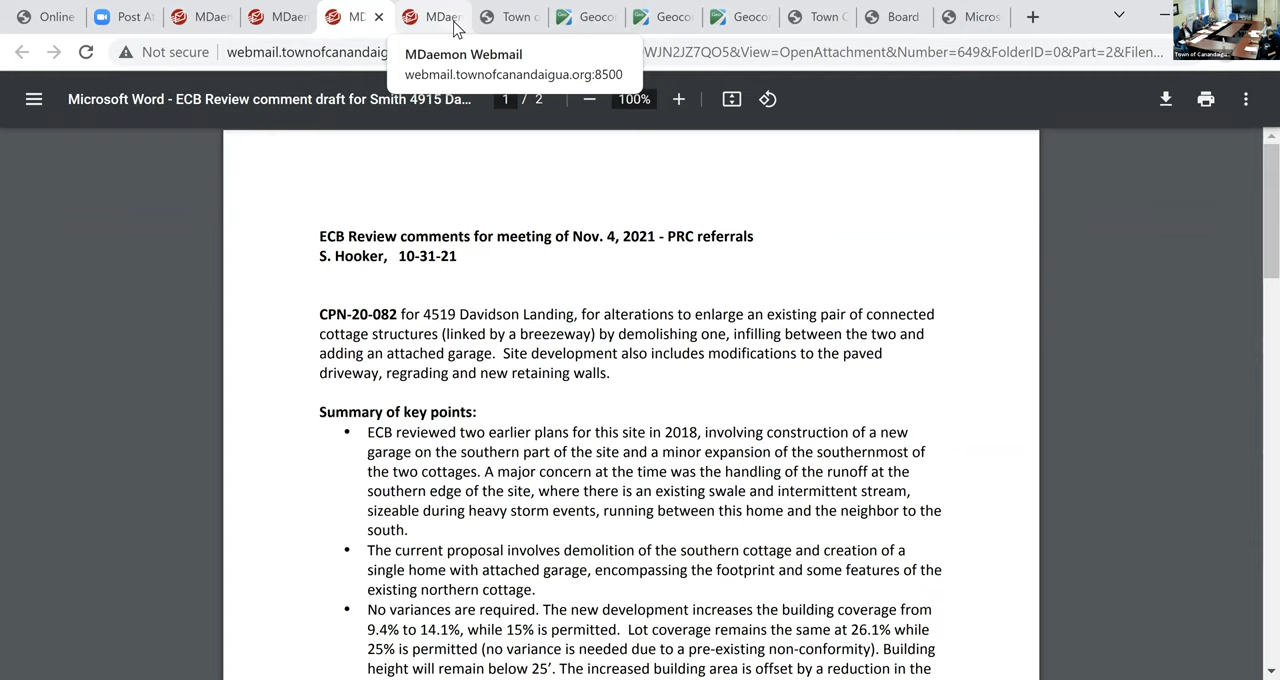 Online
Post At
MDaem
MDaem
MD
MDaem
Town o
Geoco
Geoco
Geoco
Town C
Board
Micros
Not secure
webmail.townofcanandaig
WJN2JZ7QO5&View=OpenAttachment&Number=649&FolderID=0&Part=2&Filen...
MDaemon Webmail
webmail.townofcanandaigua.org:8500
Microsoft Word - ECB Review comment draft for Smith 4915 Da...
1 / 2
100%
Town of Canandaigu
ECB Review comments for meeting of Nov. 4, 2021 - PRC referrals
S. Hooker, 10-31-21
CPN-20-082 for 4519 Davidson Landing, for alterations to enlarge an existing pair of connected
cottage structures (linked by a breezeway) by demolishing one, infilling between the two and
adding an attached garage. Site development also includes modifications to the paved
driveway, regrading and new retaining walls.
Summary of key points:
• ECB reviewed two earlier plans for this site in 2018, involving construction of a new
garage on the southern part of the site and a minor expansion of the southernmost of
the two cottages. A major concern at the time was the handling of the runoff at the
southern edge of the site, where there is an existing swale and intermittent stream,
sizeable during heavy storm events, running between this home and the neighbor to the
south.
• The current proposal involves demolition of the southern cottage and creation of a
single home with attached garage, encompassing the footprint and some features of the
existing northern cottage.
• No variances are required. The new development increases the building coverage from
9.4% to 14.1%, while 15% is permitted. Lot coverage remains the same at 26.1% while
25% is permitted (no variance is needed due to a pre-existing non-conformity). Building
height will remain below 25’. The increased building area is offset by a reduction in the